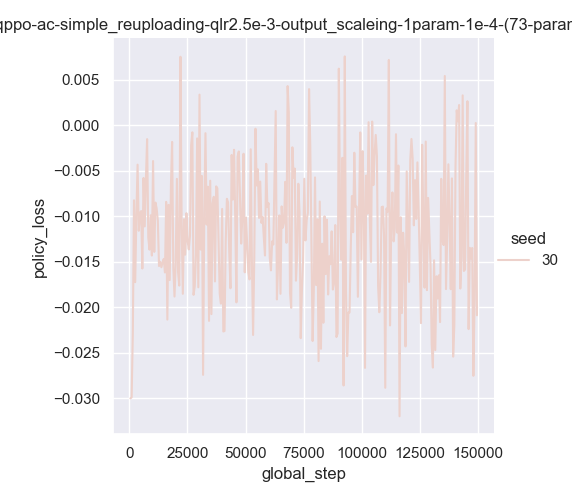 qppo-ac-simple_reuploading-qlr2.5e-3-output_scaleing-1param-1e-4-(73-param
0.005
0.000
−0.005
−0.010
−0.015
−0.020
−0.025
−0.030
policy_loss
seed
30
0 25000 50000 75000 100000 125000 150000
global_step